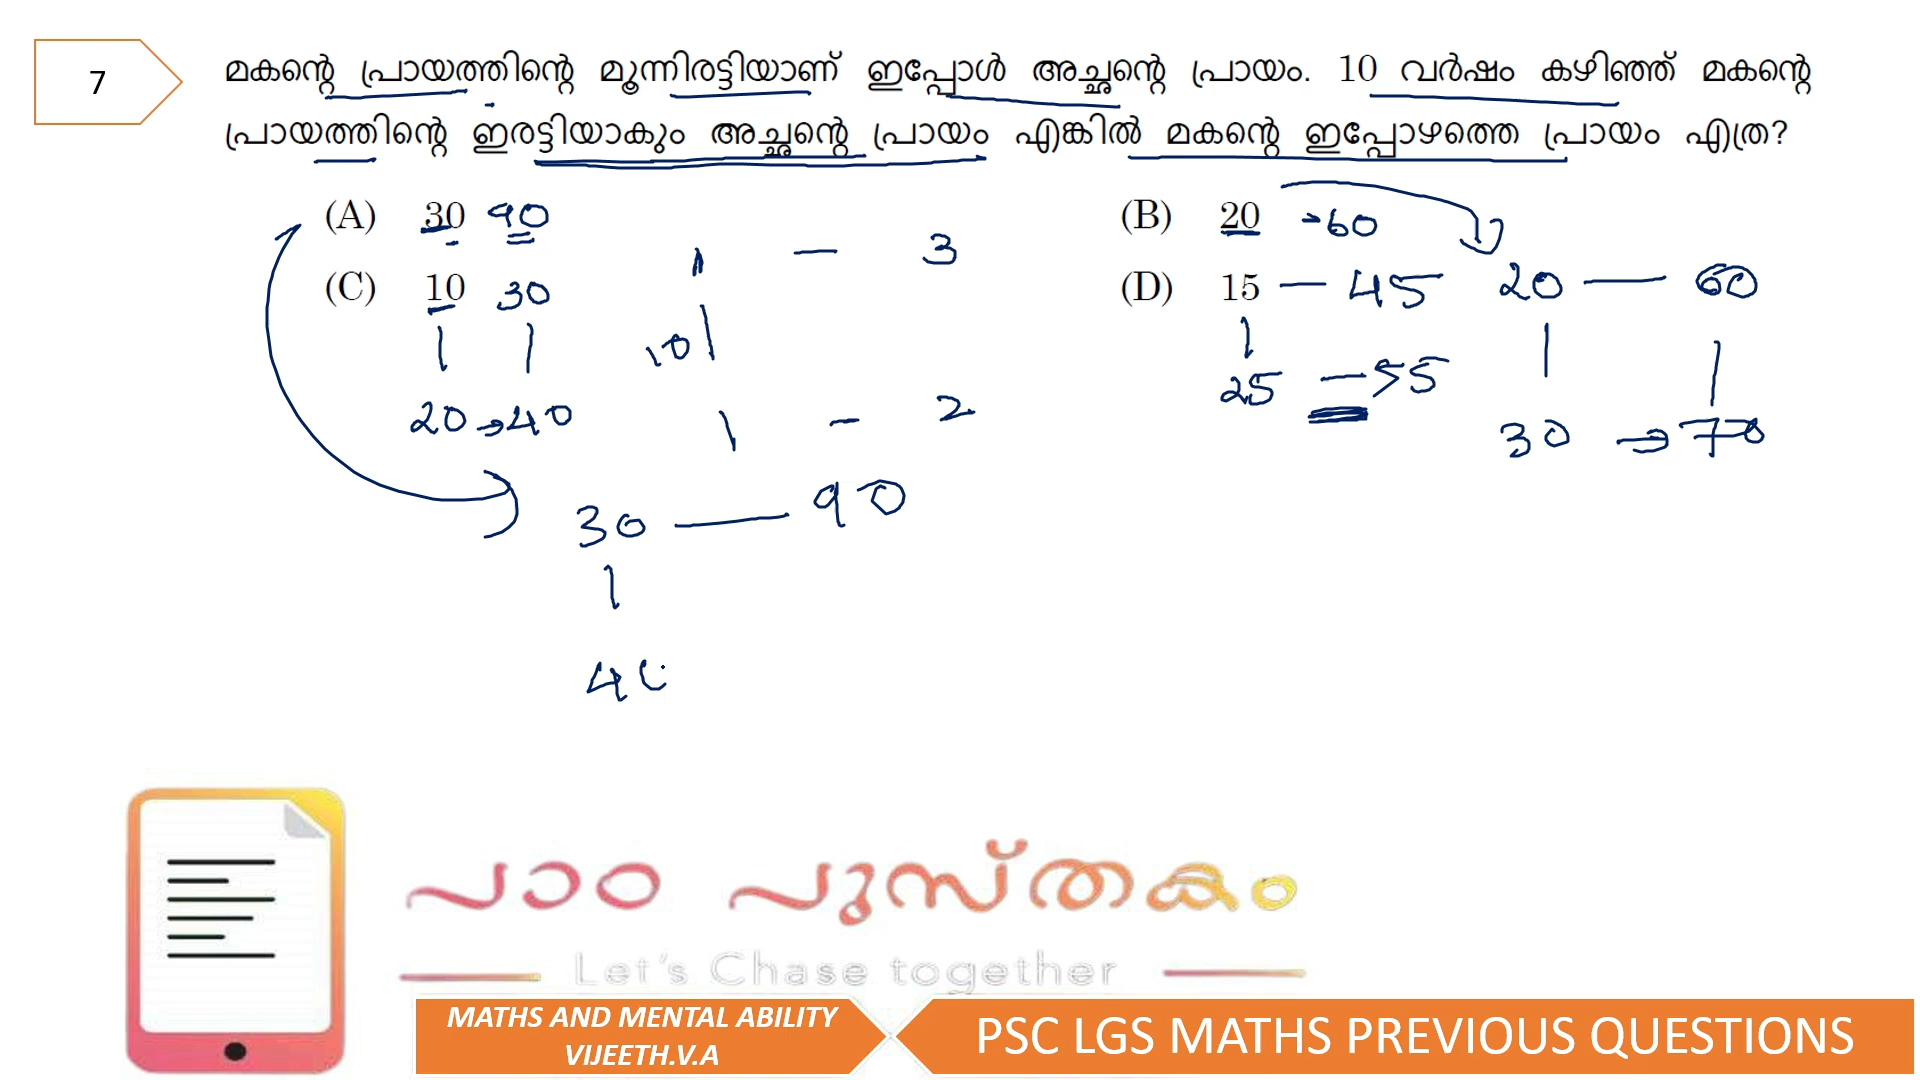 7
മകന്റെ പ്രായത്തിന്റെ മൂന്നിരട്ടിയാണ് ഇപ്പോൾ അച്ഛന്റെ പ്രായം. 10 വർഷം കഴിഞ്ഞ് മകന്റെ
പ്രായത്തിന്റെ ഇരട്ടിയാകും അച്ഛന്റെ പ്രായം എങ്കിൽ മകന്റെ ഇപ്പോഴത്തെ പ്രായം എത്ര?
(A) 30 90 (B) 20 → 60
1 — 3
(C) 10 30 (D) 15 — 45 20 — 60
10
25 — 55
20 → 40 1 - 2 30 → 70
30 — 90
പാഠം പുസ്തകം
Let's Chase together
MATHS AND MENTAL ABILITY
VIJEETH.V.A
PSC LGS MATHS PREVIOUS QUESTIONS